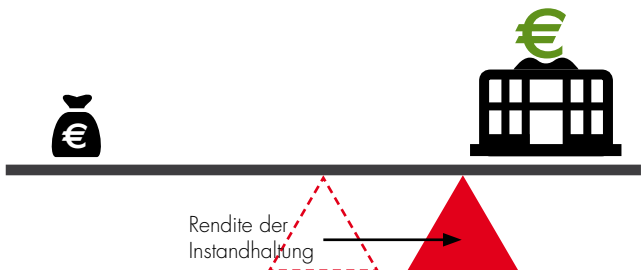 €
€
Rendite der
Instandhaltung